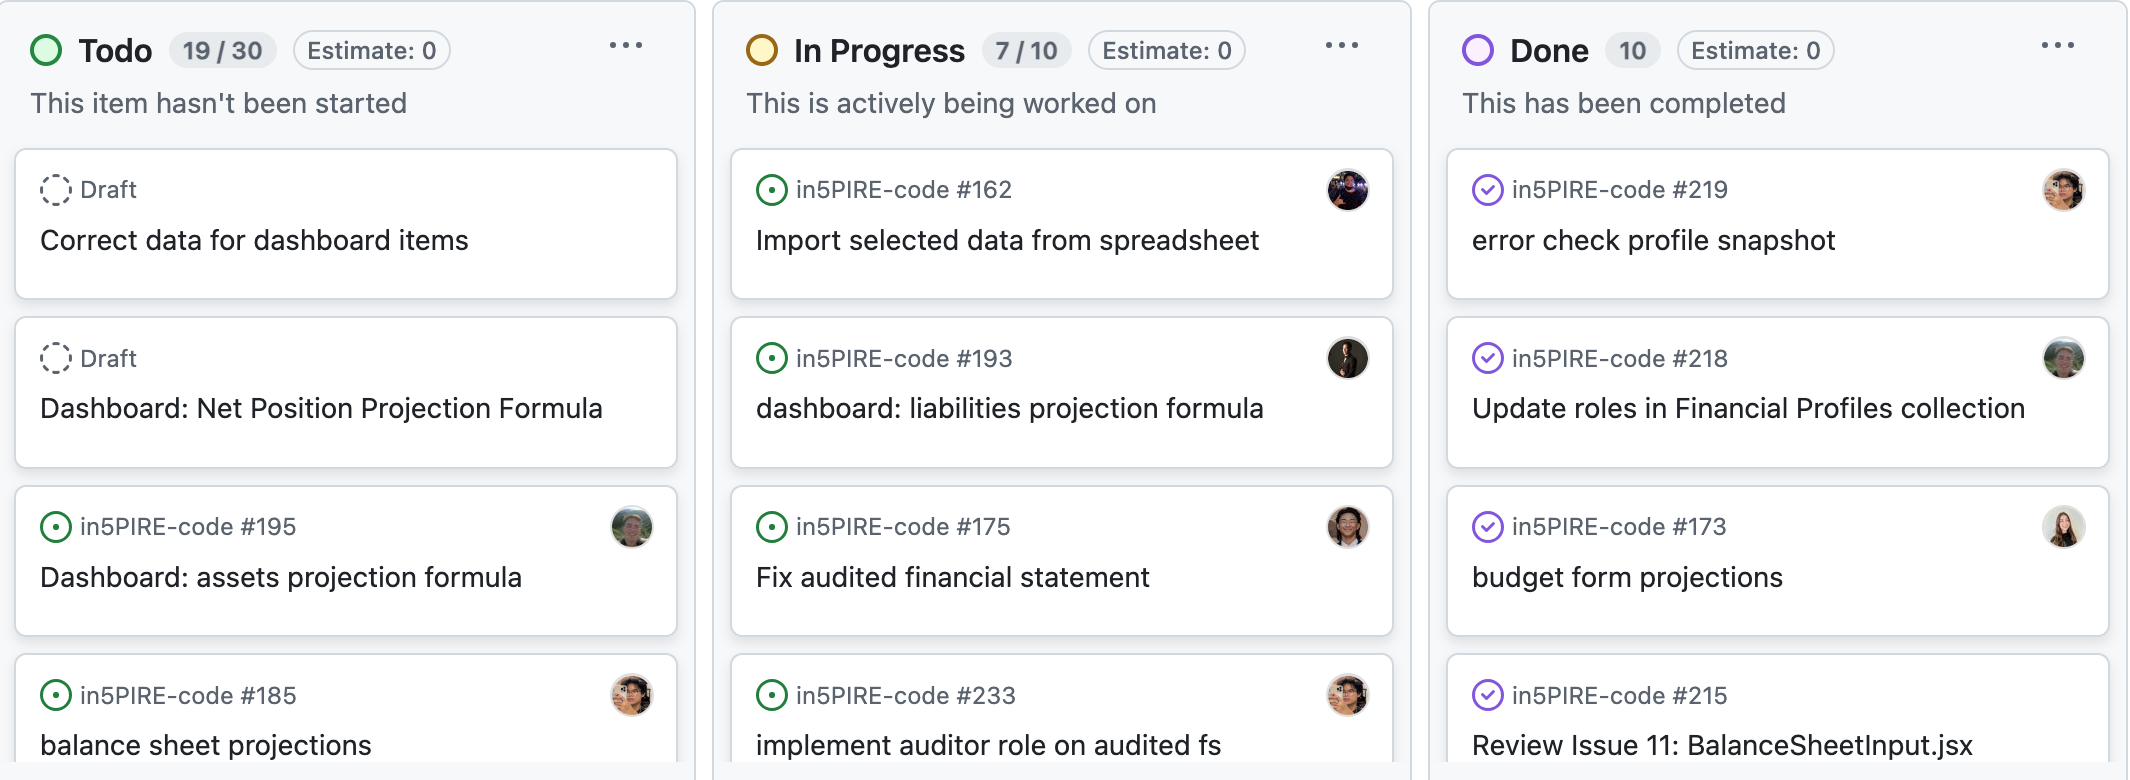 Todo 19 / 30 Estimate: 0
This item hasn't been started
Draft
Correct data for dashboard items
Draft
Dashboard: Net Position Projection Formula
in5PIRE-code #195
Dashboard: assets projection formula
in5PIRE-code #185
balance sheet projections
In Progress 7 / 10 Estimate: 0
This is actively being worked on
in5PIRE-code #162
Import selected data from spreadsheet
in5PIRE-code #193
dashboard: liabilities projection formula
in5PIRE-code #175
Fix audited financial statement
in5PIRE-code #233
implement auditor role on audited fs
Done 10 Estimate: 0
This has been completed
in5PIRE-code #219
error check profile snapshot
in5PIRE-code #218
Update roles in Financial Profiles collection
in5PIRE-code #173
budget form projections
in5PIRE-code #215
Review Issue 11: BalanceSheetInput.jsx